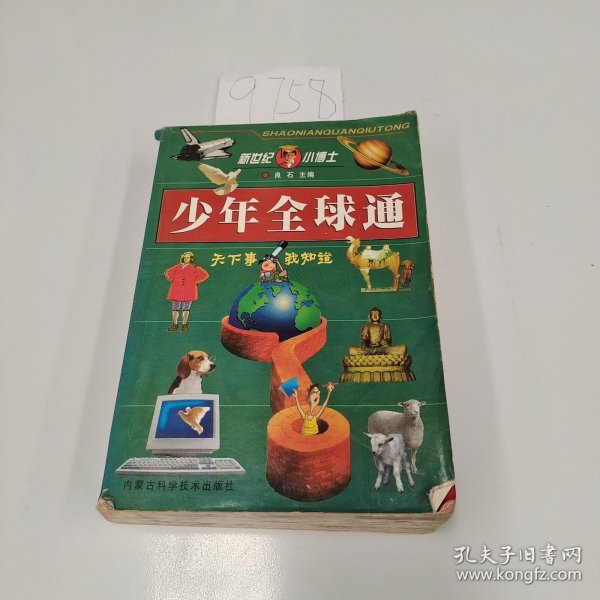 9758
SHAONIANQUANQIUTONG
新世纪 小博士
良石 主编
少年全球通
天下事 我知道
内蒙古科学技术出版社
孔夫子旧书网
www.kongfz.com